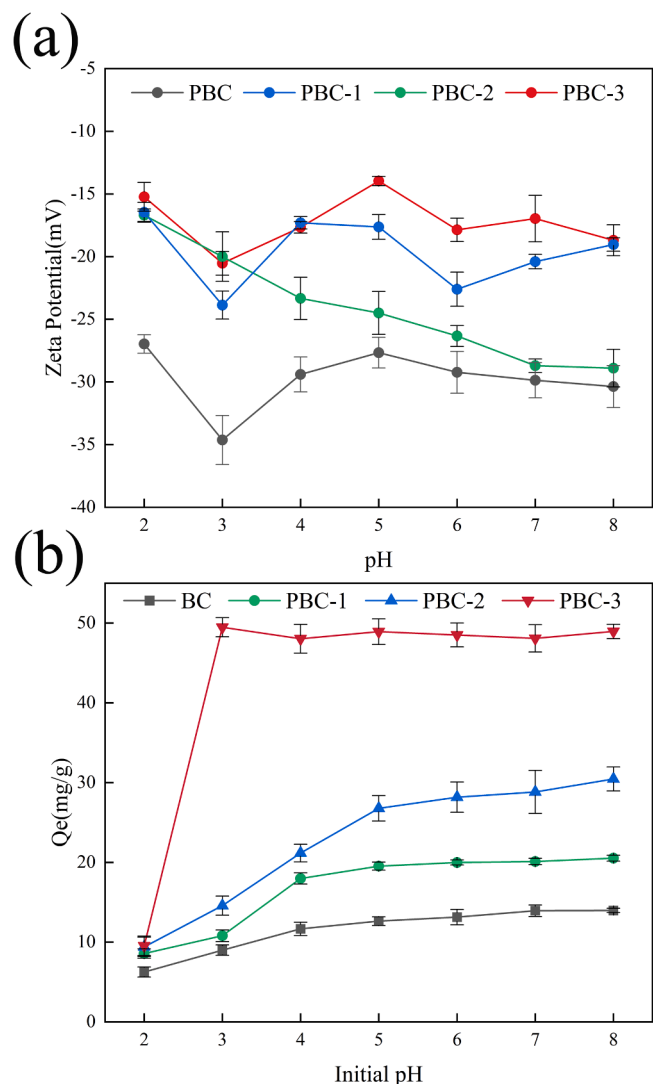 (a)
-5
PBC PBC-1 PBC-2 PBC-3
-10
-15
-20
-25
-30
-35
-40
Zeta Potential(mV)
2 3 4 5 6 7 8
pH
(b)
BC PBC-1 PBC-2 PBC-3
50
40
30
20
10
0
Qe(mg/g)
2 3 4 5 6 7 8
Initial pH